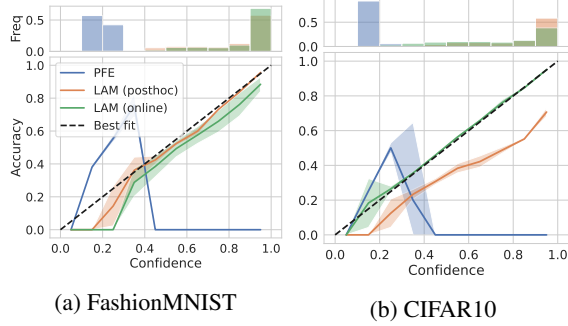 Freq
0.5
0.0
PFE
LAM (posthoc)
LAM (online)
Best fit
Accuracy
1.0
0.8
0.6
0.4
0.2
0.0
0.0 0.2 0.4 0.6 0.8 1.0
Confidence
(a) FashionMNIST
0.5
0.0
1.0
0.8
0.6
0.4
0.2
0.0
0.0 0.2 0.4 0.6 0.8 1.0
Confidence
(b) CIFAR10